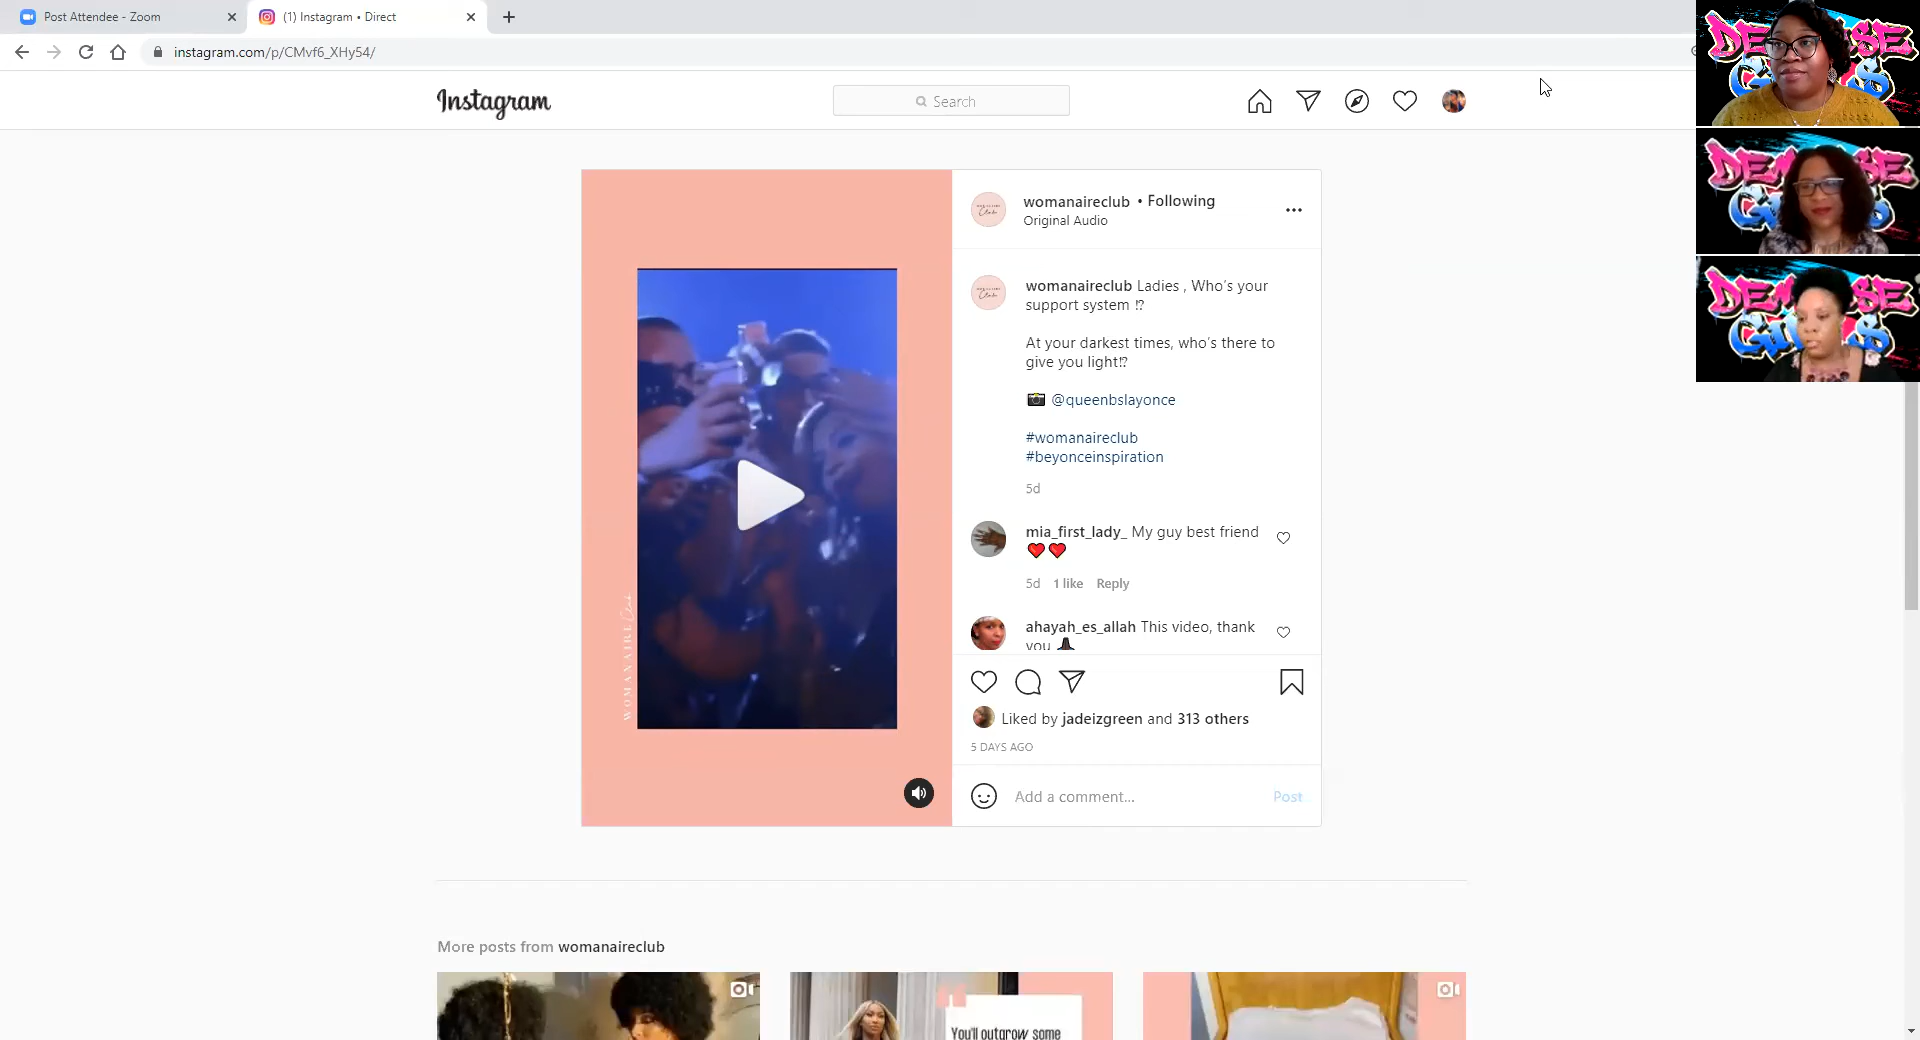 Post Attendee - Zoom
(1) Instagram • Direct
instagram.com/p/CMvf6_XHy54/
Instagram
Search
womanaireclub • Following
Original Audio
womanaireclub Ladies , Who's your
support system ⁉
At your darkest times, who's there to
give you light⁉
📷 @queenbslayonce
#womanaireclub
#beyonceinspiration
5d
mia_first_lady_ My guy best friend
❤️❤️
5d 1 like Reply
ahayah_es_allah This video, thank
you
WOMANAIRE Club
Liked by jadeizgreen and 313 others
5 DAYS AGO
Add a comment...
Post
More posts from womanaireclub
You'll outgrow some